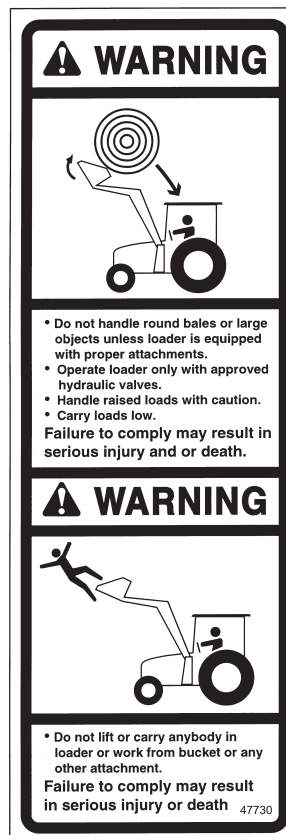 WARNING
• Do not handle round bales or large
objects unless loader is equipped
with proper attachments.
• Operate loader only with approved
hydraulic valves.
• Handle raised loads with caution.
• Carry loads low.
Failure to comply may result in
serious injury and or death.
WARNING
• Do not lift or carry anybody in
loader or work from bucket or any
other attachment.
Failure to comply may result
in serious injury or death 47730